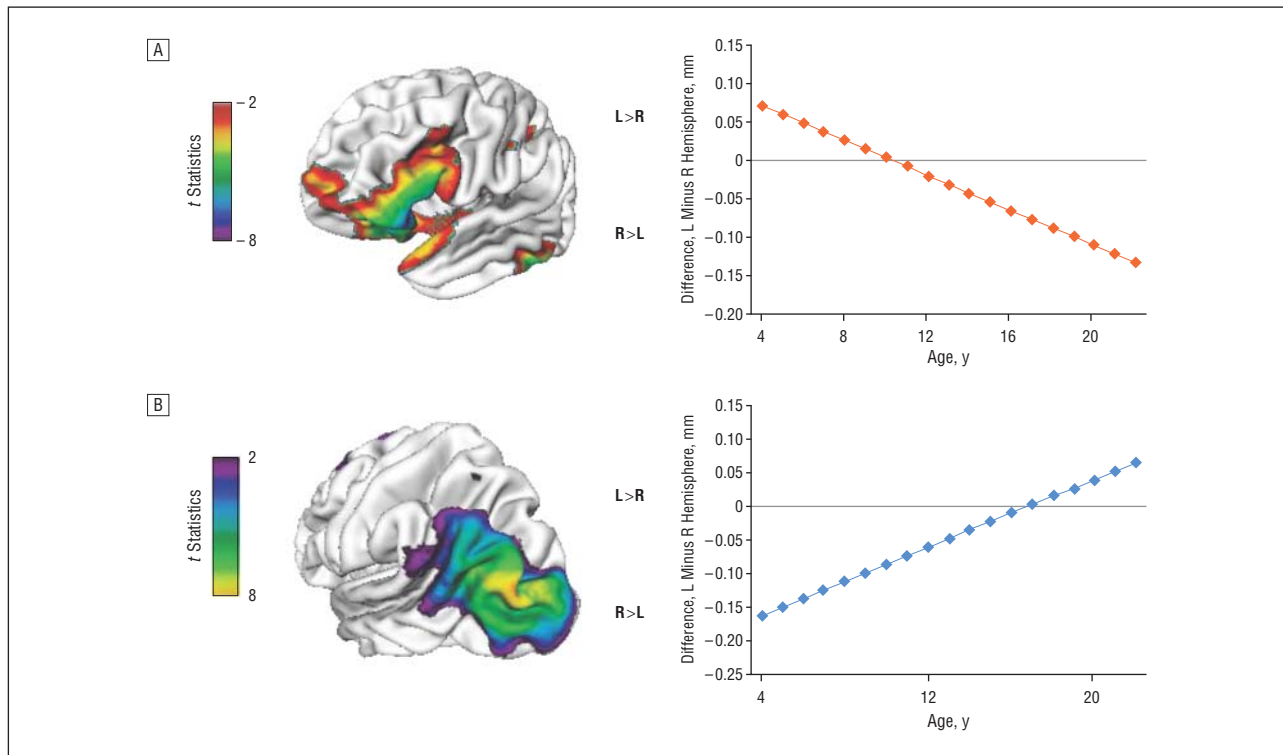 A
−2
t Statistics
−8
L>R
R>L
0.15
0.10
0.05
0
−0.05
−0.10
−0.15
−0.20
Difference, L Minus R Hemisphere, mm
4
8
12
16
20
Age, y
B
2
t Statistics
8
L>R
R>L
0.15
0.10
0.05
0
−0.05
−0.10
−0.15
−0.20
−0.25
Difference, L Minus R Hemisphere, mm
4
12
20
Age, y